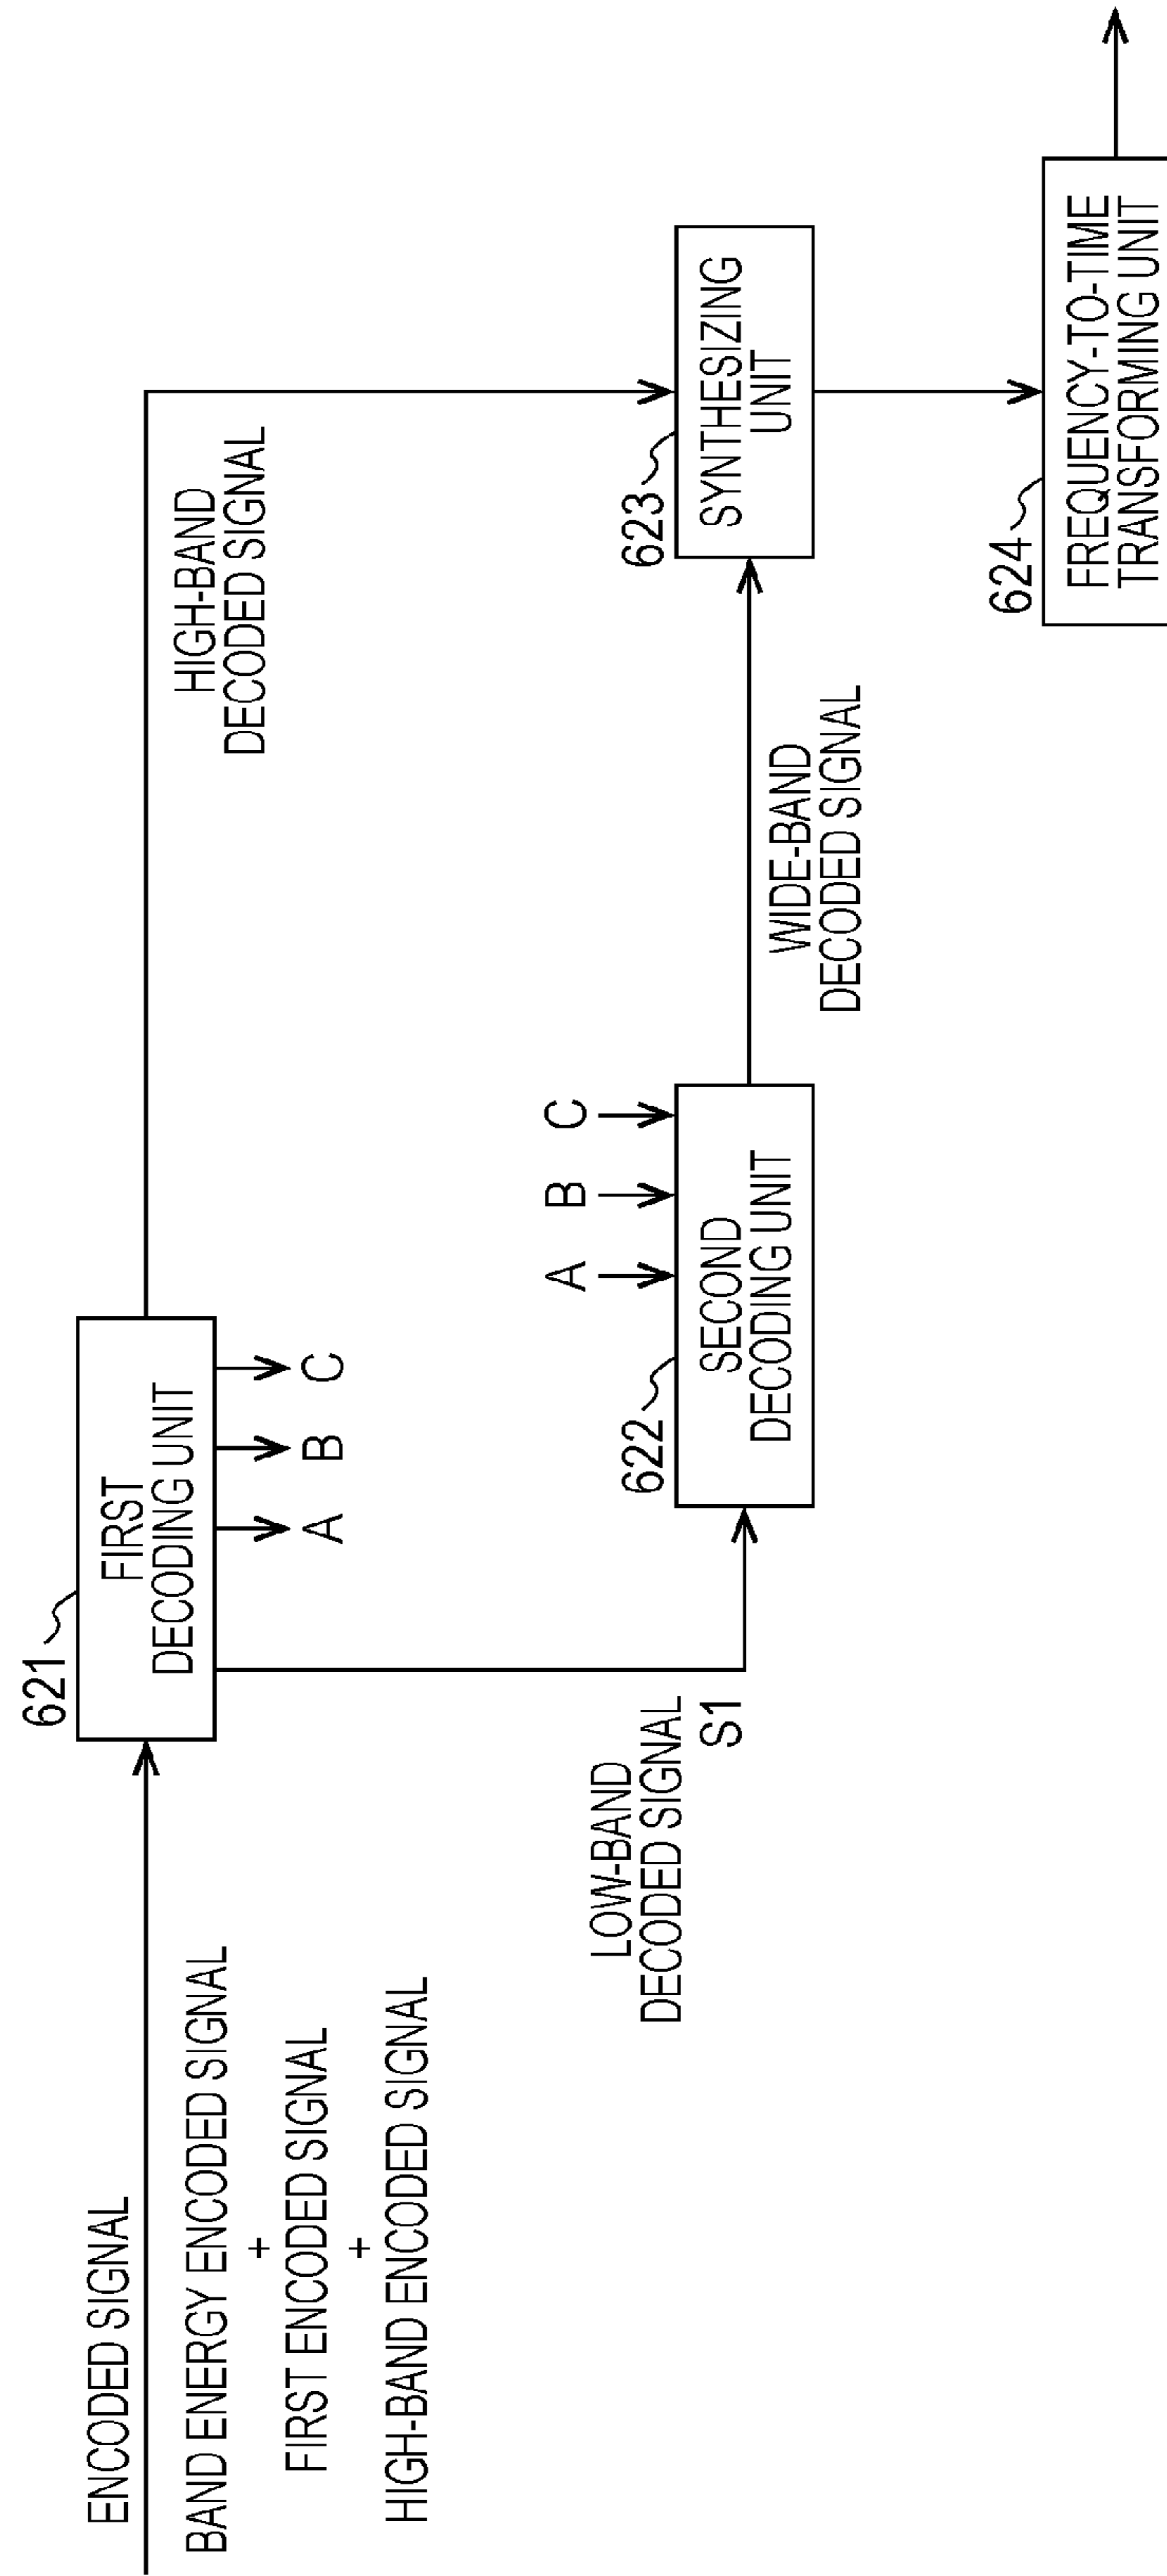 ENCODED SIGNAL
BAND ENERGY ENCODED SIGNAL
+
FIRST ENCODED SIGNAL
+
HIGH-BAND ENCODED SIGNAL
621
FIRST
DECODING UNIT
A B C
HIGH-BAND
DECODED SIGNAL
LOW-BAND
DECODED SIGNAL
S1
A B C
622
SECOND
DECODING UNIT
WIDE-BAND
DECODED SIGNAL
623
SYNTHESIZING
UNIT
624
FREQUENCY-TO-TIME
TRANSFORMING UNIT